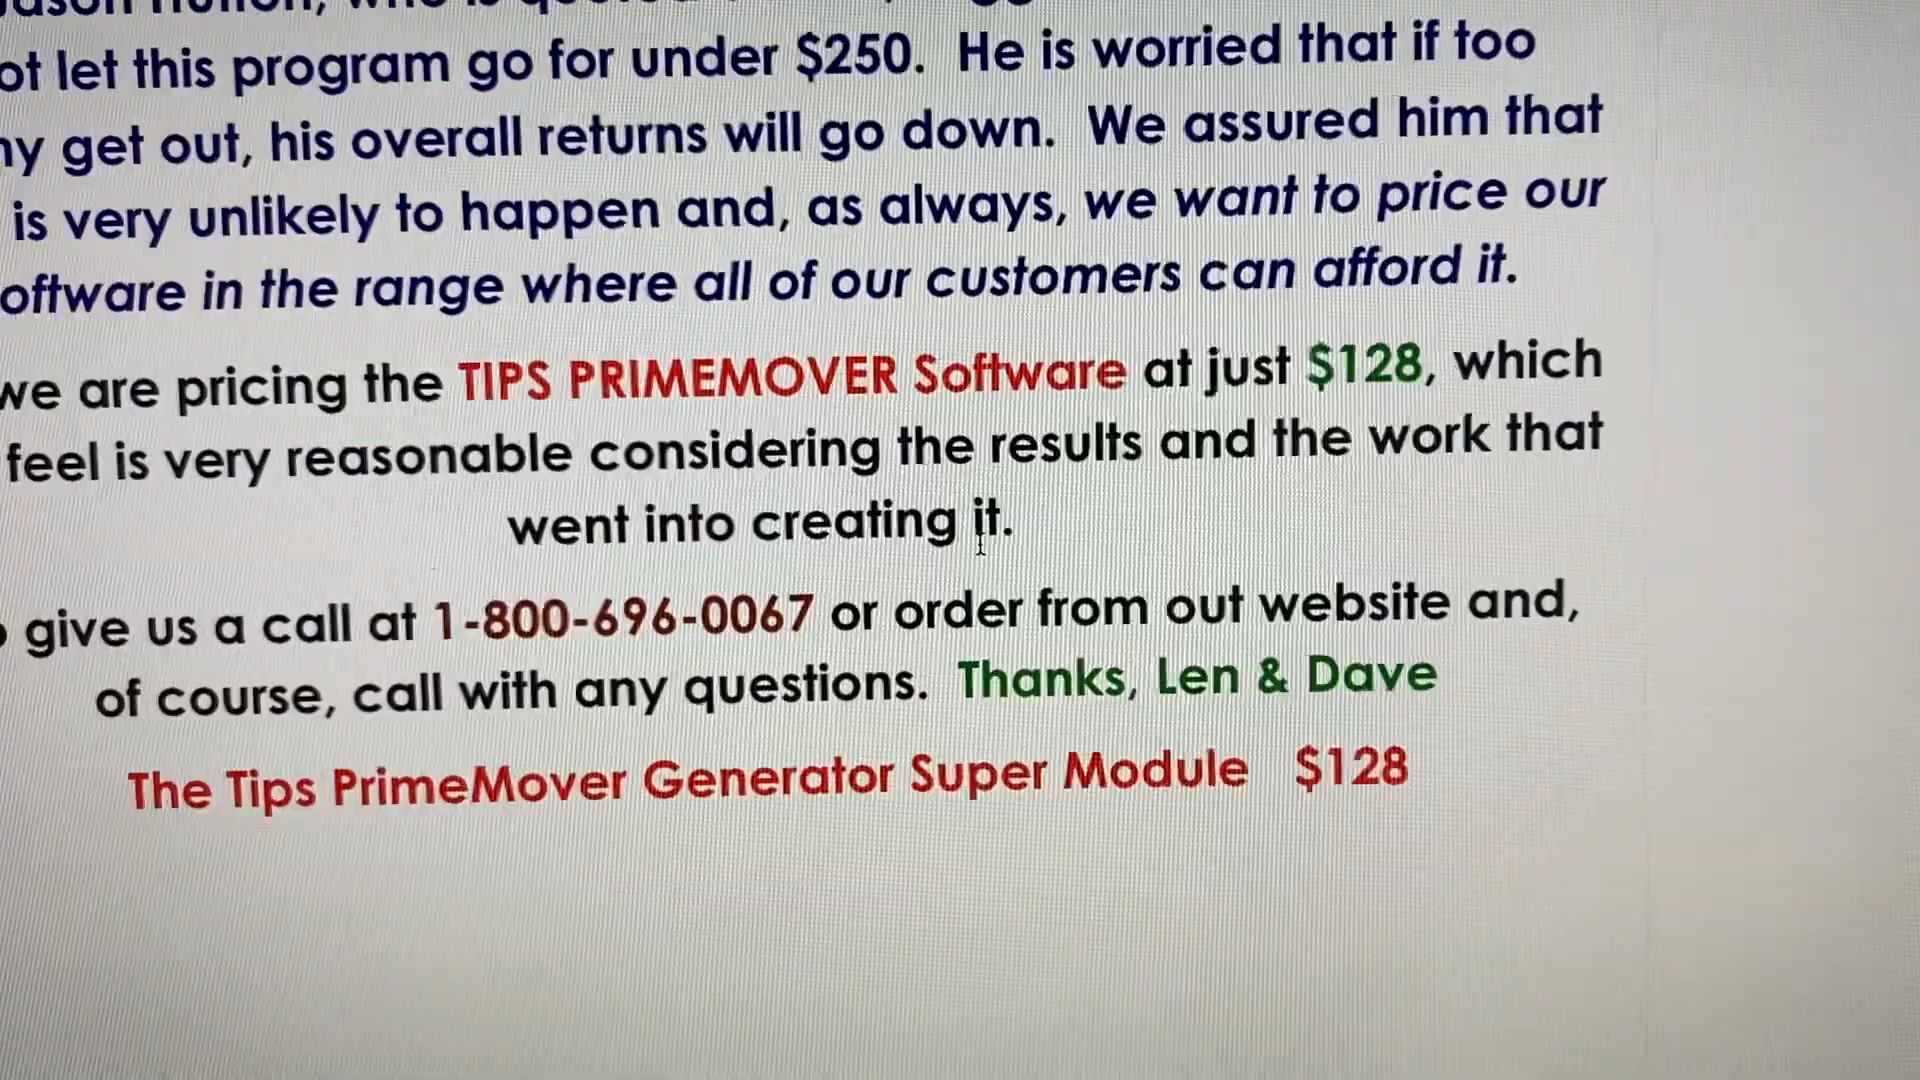 ot let this program go for under $250. He is worried that if too
ny get out, his overall returns will go down. We assured him that
is very unlikely to happen and, as always, we want to price our
oftware in the range where all of our customers can afford it.
we are pricing the TIPS PRIMEMOVER Software at just $128, which
feel is very reasonable considering the results and the work that
went into creating it.
give us a call at 1-800-696-0067 or order from out website and,
of course, call with any questions. Thanks, Len & Dave
The Tips PrimeMover Generator Super Module $128